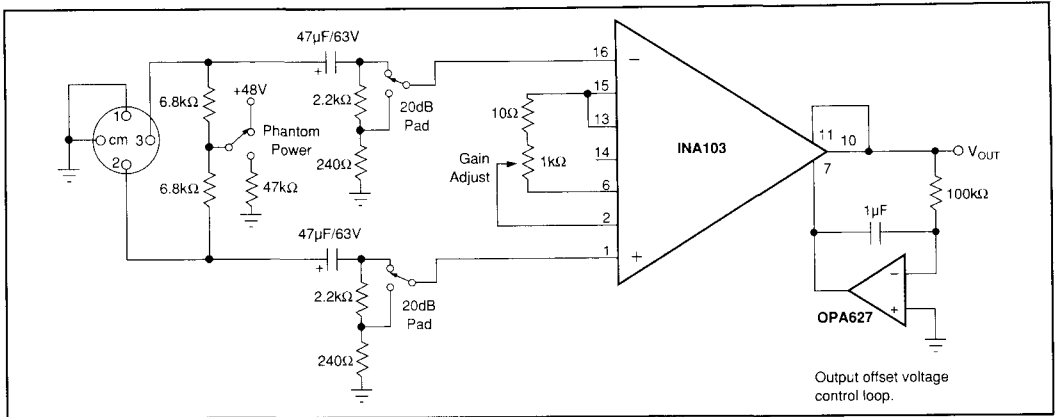 47µF/63V
16
−
+
2.2kΩ
20dB
Pad
240Ω
+48V
6.8kΩ
Phantom
Power
47kΩ
6.8kΩ
1
cm
3
2
15
13
10Ω
14
Gain
Adjust
1kΩ
6
2
1
+
INA103
11
10
7
VOUT
100kΩ
1µF
−
+
OPA627
47µF/63V
+
2.2kΩ
20dB
Pad
240Ω
Output offset voltage
control loop.